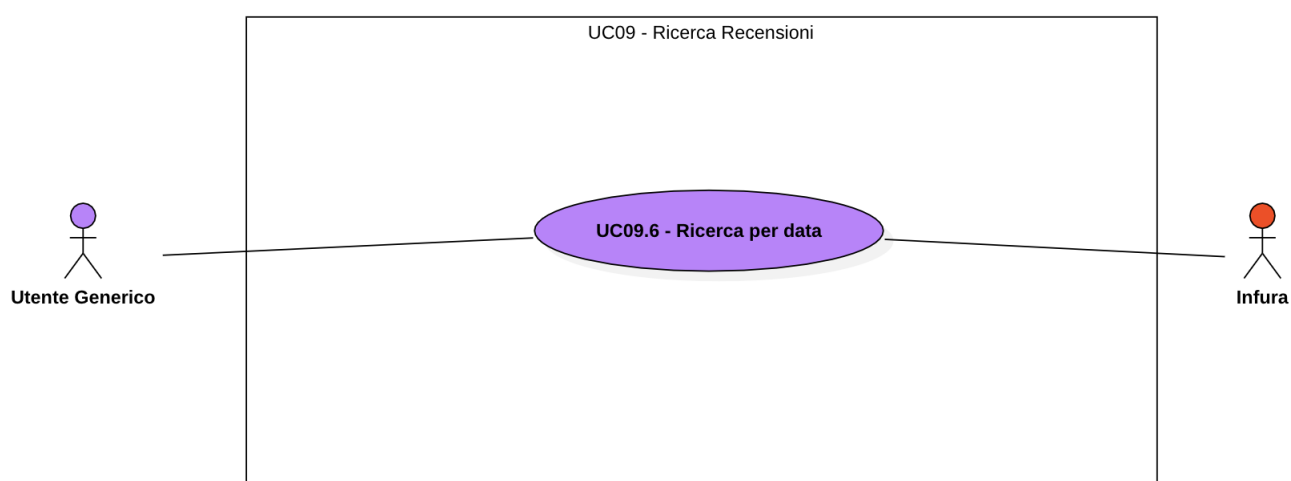 UC09 - Ricerca Recensioni
UC09.6 - Ricerca per data
Utente Generico
Infura